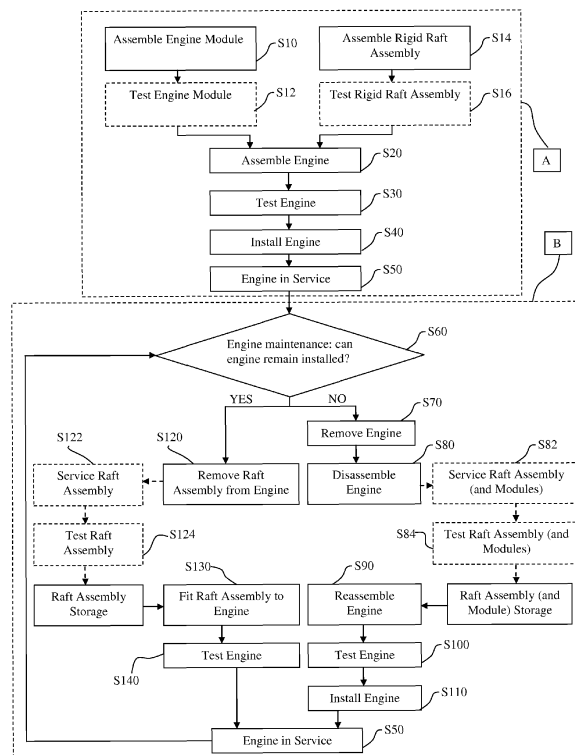 Assemble Engine Module
S10
Assemble Rigid Raft
Assembly
S14
Test Engine Module
S12
Test Rigid Raft Assembly
S16
A
Assemble Engine
S20
Test Engine
S30
Install Engine
S40
B
Engine in Service
S50
Engine maintenance: can
engine remain installed?
S60
YES
NO
S70
Remove Engine
S122
S120
S80
S82
Service Raft
Assembly
Remove Raft
Assembly from Engine
Disassemble
Engine
Service Raft Assembly
(and Modules)
Test Raft
Assembly
S124
S84
Test Raft Assembly (and
Modules)
S130
S90
Raft Assembly
Storage
Fit Raft Assembly to
Engine
Reassemble
Engine
Raft Assembly (and
Module) Storage
Test Engine
S140
Test Engine
S100
Install Engine
S110
Engine in Service
S50